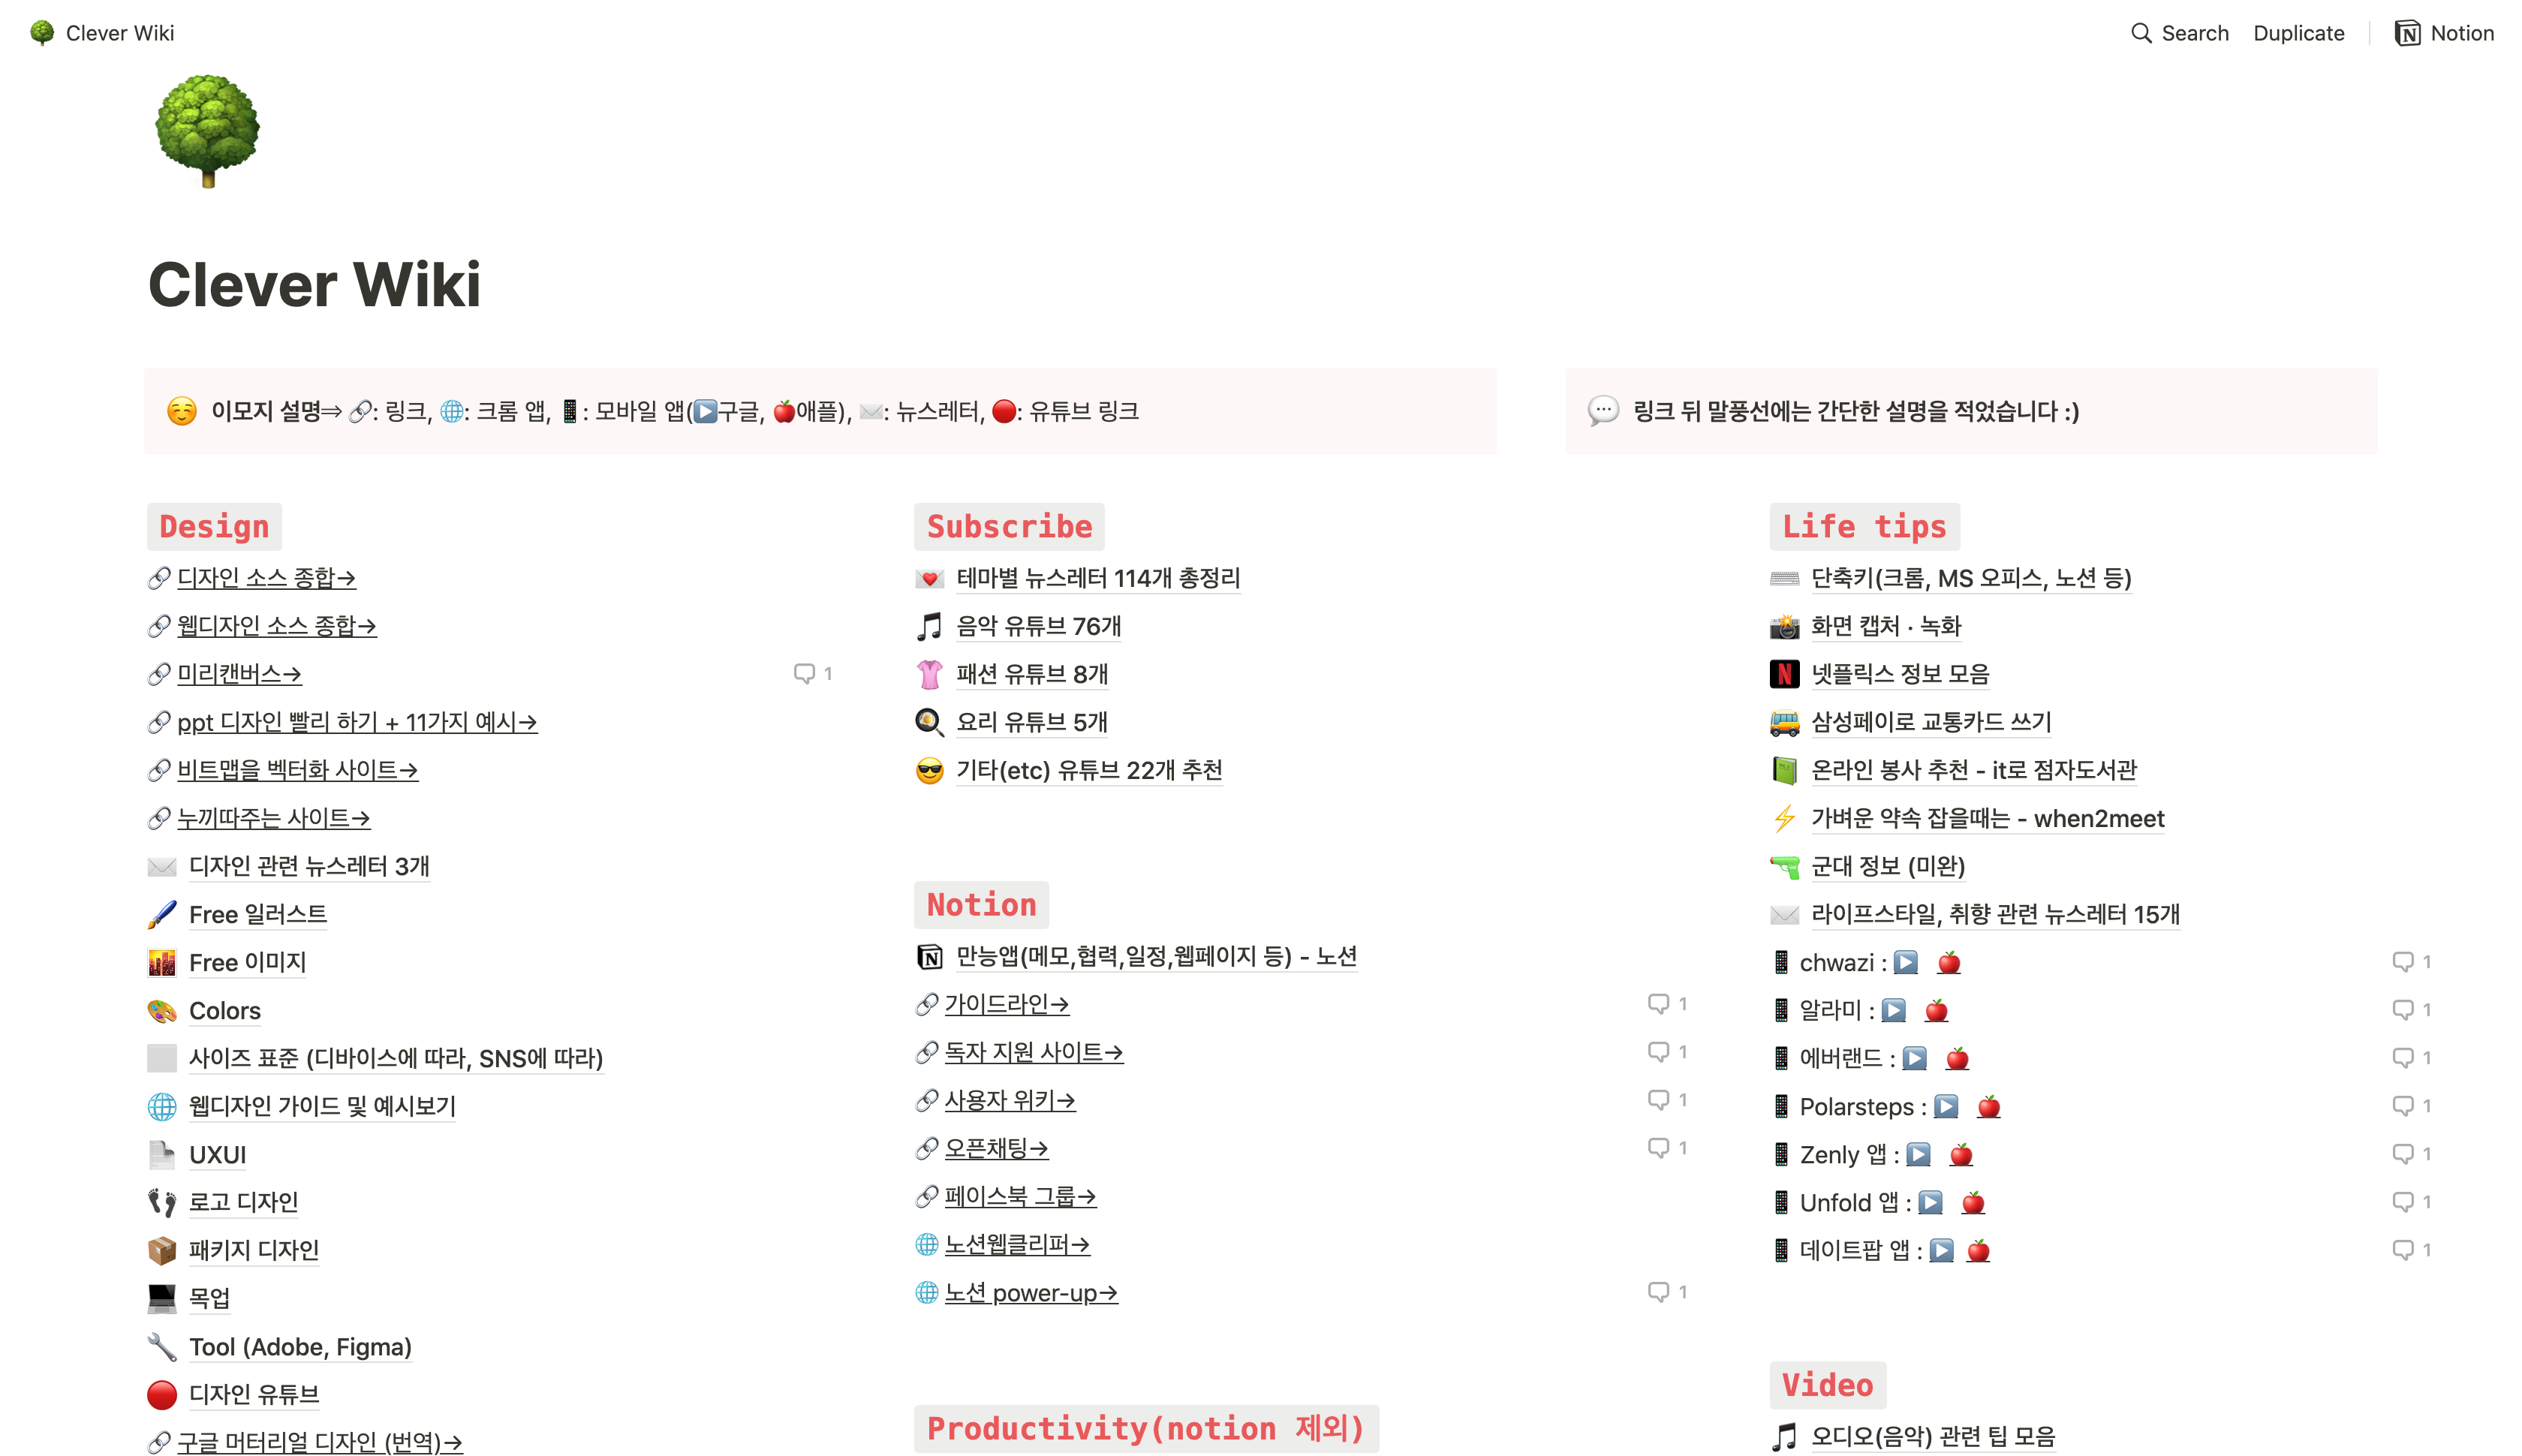 Clever Wiki
Search Duplicate Notion
Clever Wiki
이모지 설명⇒ 🔗: 링크, 🌐: 크롬 앱, 📱: 모바일 앱(▶️구글, 🍎애플), ✉️: 뉴스레터, 🔴: 유튜브 링크
링크 뒤 말풍선에는 간단한 설명을 적었습니다 :)
Design
디자인 소스 종합→
웹디자인 소스 종합→
미리캔버스→ 1
ppt 디자인 빨리 하기 + 11가지 예시→
비트맵을 벡터화 사이트→
누끼따주는 사이트→
디자인 관련 뉴스레터 3개
Free 일러스트
Free 이미지
Colors
사이즈 표준 (디바이스에 따라, SNS에 따라)
웹디자인 가이드 및 예시보기
UXUI
로고 디자인
패키지 디자인
목업
Tool (Adobe, Figma)
디자인 유튜브
구글 머터리얼 디자인 (번역)→
Subscribe
테마별 뉴스레터 114개 총정리
음악 유튜브 76개
패션 유튜브 8개
요리 유튜브 5개
기타(etc) 유튜브 22개 추천
Notion
만능앱(메모,협력,일정,웹페이지 등) - 노션
가이드라인→ 1
독자 지원 사이트→ 1
사용자 위키→ 1
오픈채팅→ 1
페이스북 그룹→
노션웹클리퍼→
노션 power-up→ 1
Productivity(notion 제외)
Life tips
단축키(크롬, MS 오피스, 노션 등)
화면 캡처 · 녹화
넷플릭스 정보 모음
삼성페이로 교통카드 쓰기
온라인 봉사 추천 - it로 점자도서관
가벼운 약속 잡을때는 - when2meet
군대 정보 (미완)
라이프스타일, 취향 관련 뉴스레터 15개
chwazi : ▶️ 🍎 1
알라미 : ▶️ 🍎 1
에버랜드 : ▶️ 🍎 1
Polarsteps : ▶️ 🍎 1
Zenly 앱 : ▶️ 🍎 1
Unfold 앱 : ▶️ 🍎 1
데이트팝 앱 : ▶️ 🍎 1
Video
오디오(음악) 관련 팁 모음